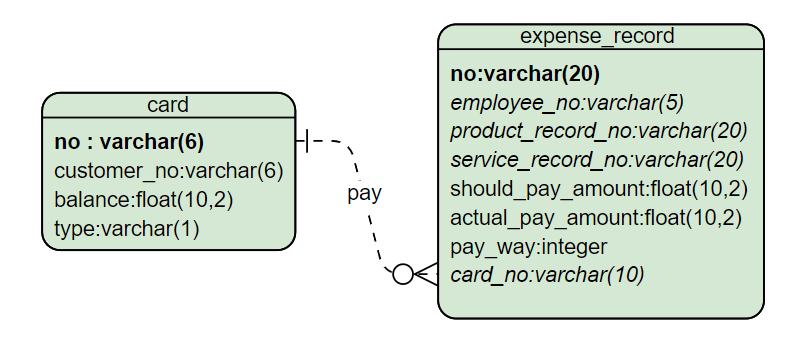 card
no : varchar(6)
customer_no:varchar(6)
balance:float(10,2)
type:varchar(1)
pay
expense_record
no:varchar(20)
employee_no:varchar(5)
product_record_no:varchar(20)
service_record_no:varchar(20)
should_pay_amount:float(10,2)
actual_pay_amount:float(10,2)
pay_way:integer
card_no:varchar(10)